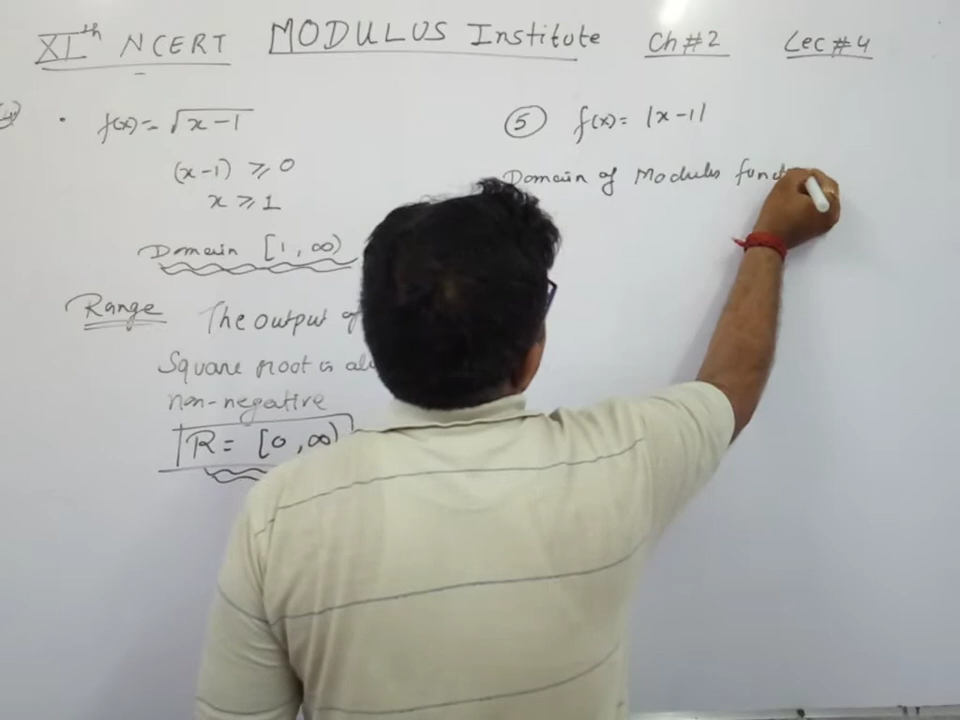 XIth NCERT MODULUS Institute Ch #2 Lec #4
f(x) = √x-1
(x-1) ⩾ 0
x ⩾ 1
Domain [1, ∞)
Range The output of
Square root is
non-negative
R = [0, ∞)
⑤ f(x) = |x-1|
Domain of Modulus